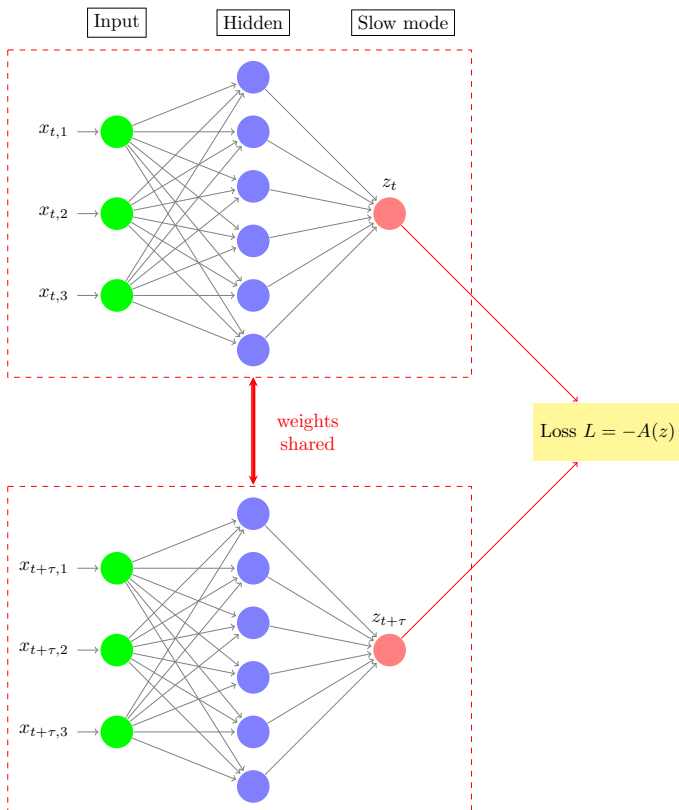 Input Hidden Slow mode
x_{t,1}
z_t
x_{t,2}
x_{t,3}
weights
shared
Loss L = −A(z)
x_{t+τ,1}
z_{t+τ}
x_{t+τ,2}
x_{t+τ,3}